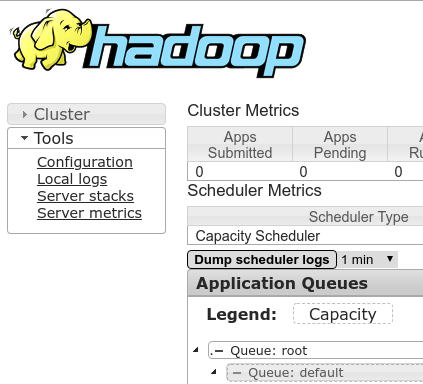 hadoop
Cluster
Tools
Configuration
Local logs
Server stacks
Server metrics
Cluster Metrics
Apps Submitted
Apps Pending
0
0
0
Scheduler Metrics
Scheduler Type
Capacity Scheduler
Dump scheduler logs 1 min
Application Queues
Legend: Capacity
Queue: root
Queue: default